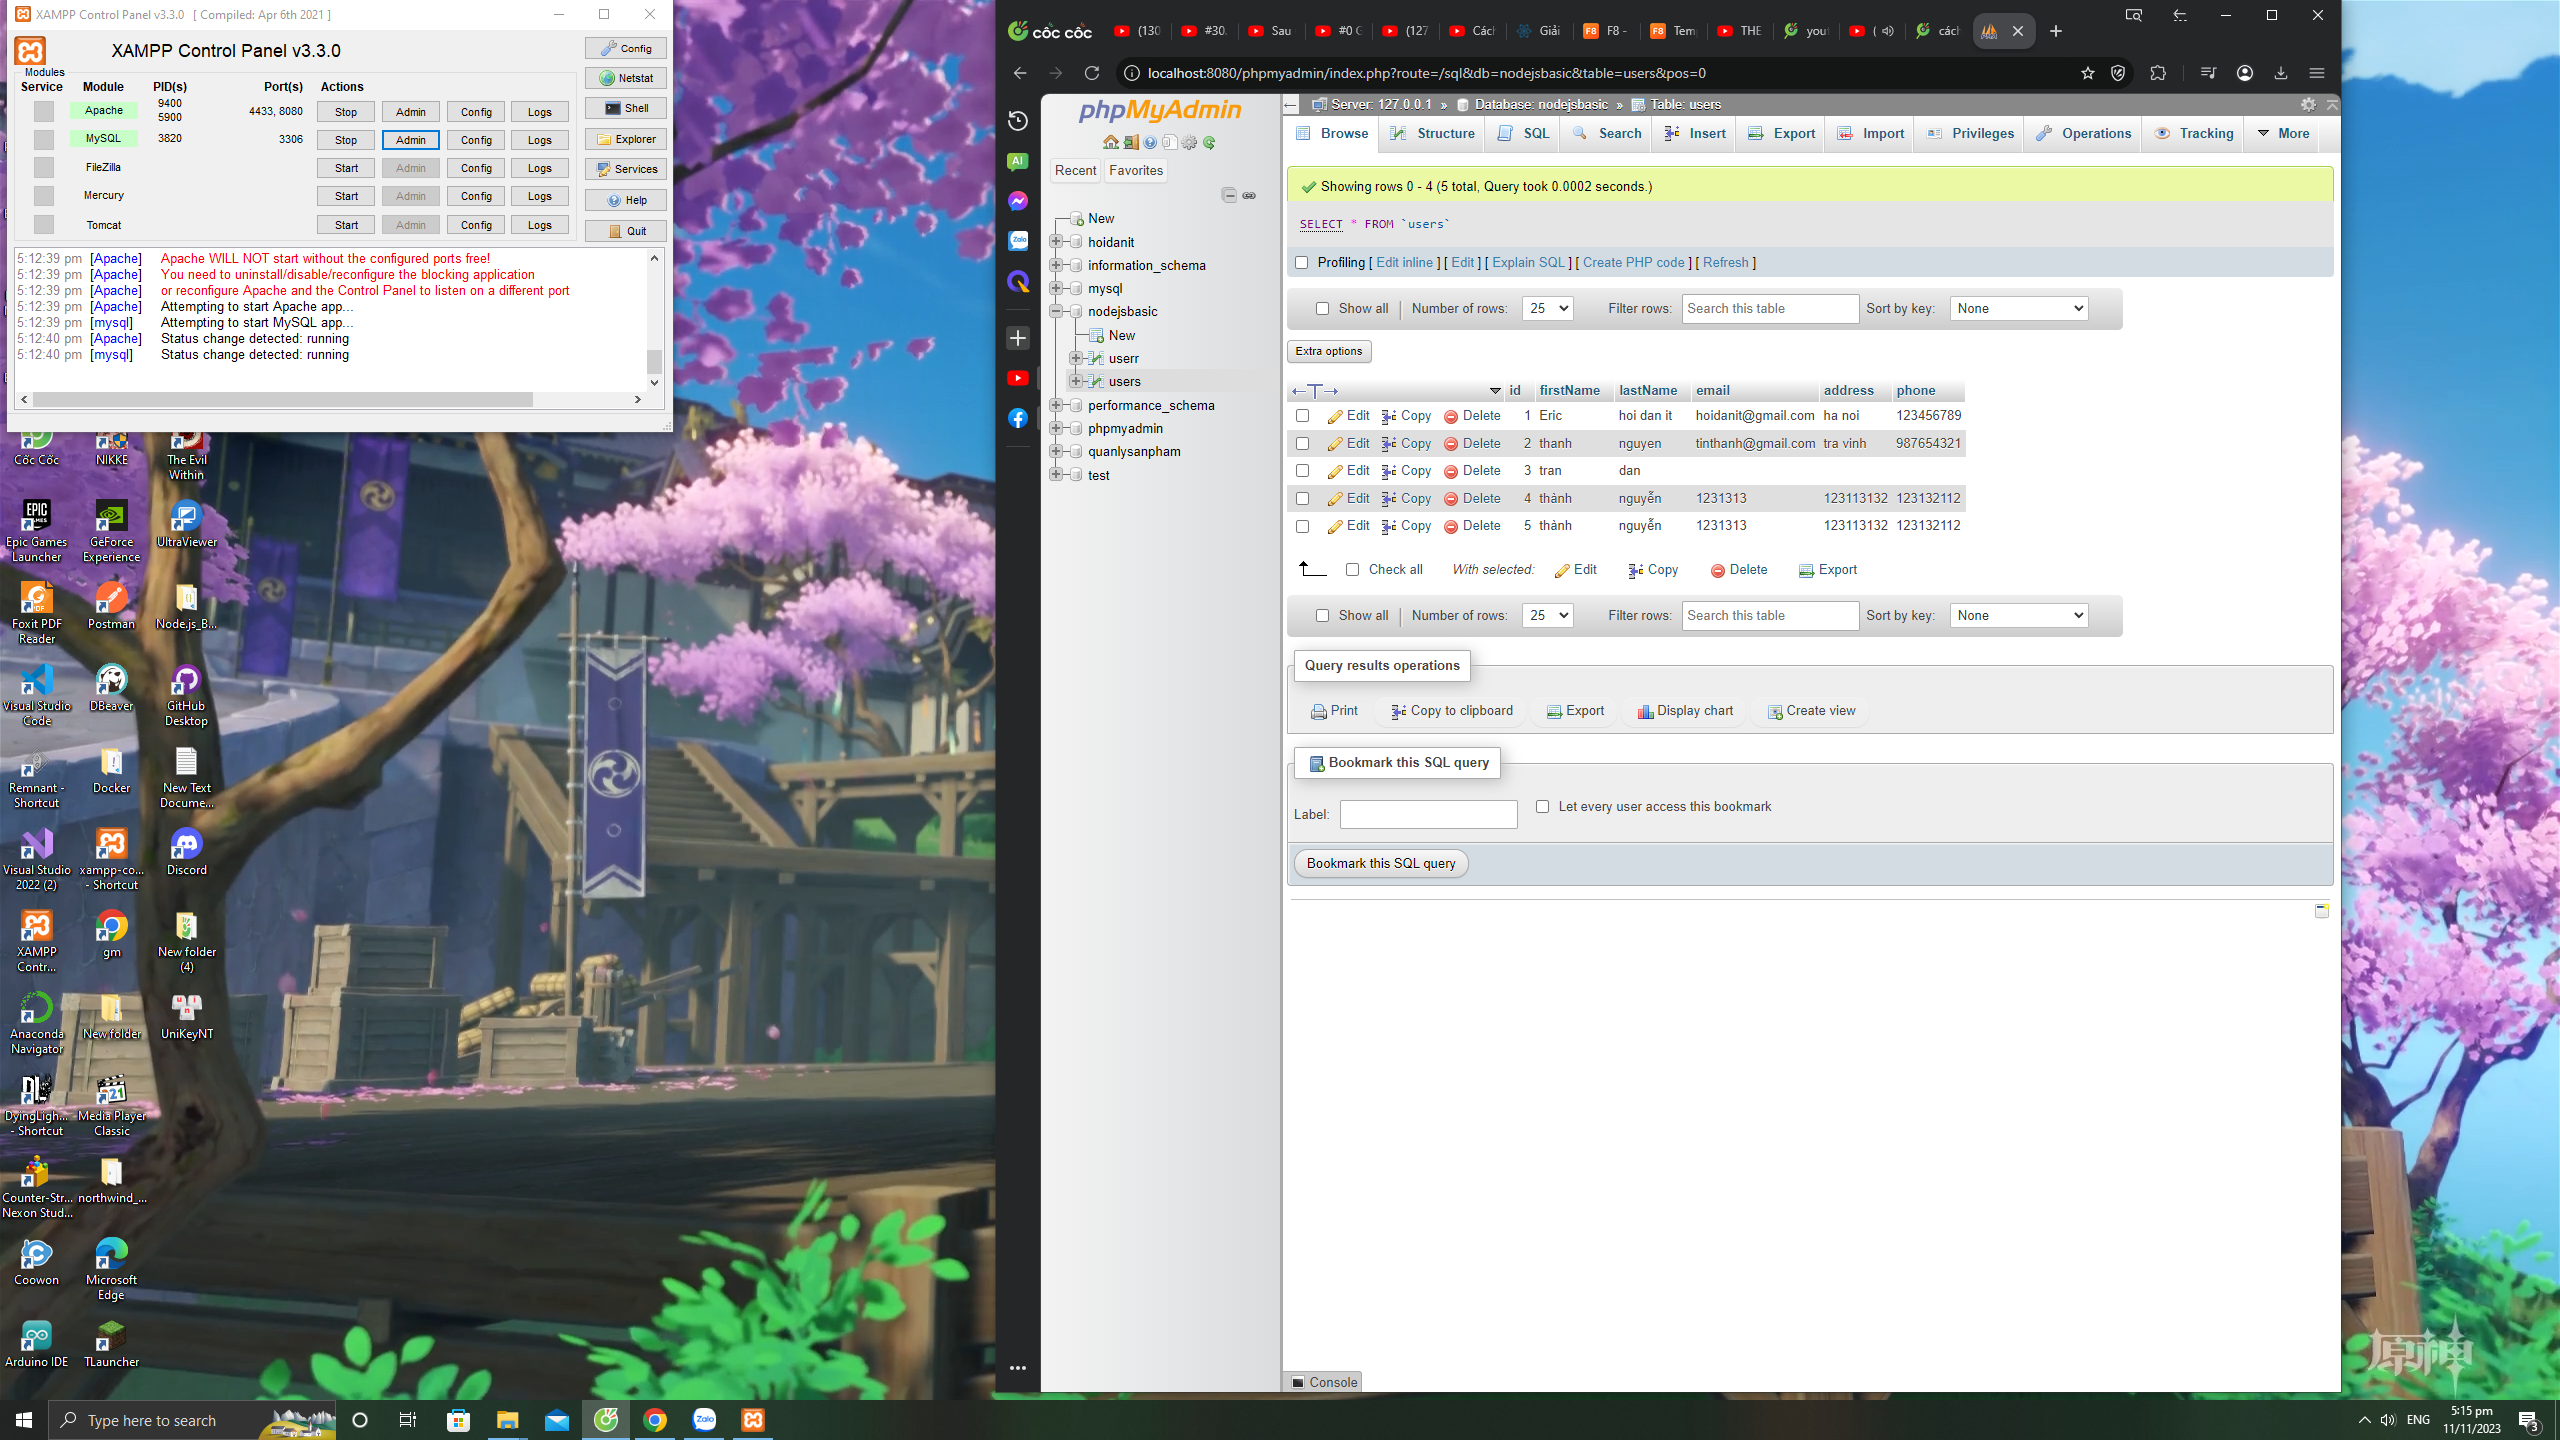 XAMPP Control Panel v3.3.0 [ Compiled: Apr 6th 2021 ]
XAMPP Control Panel v3.3.0
Config
Modules
Service Module PID(s) Port(s) Actions
Netstat
Apache 9400 5900 4433, 8080 Stop Admin Config Logs
Shell
MySQL 3820 3306 Stop Admin Config Logs
Explorer
FileZilla Start Admin Config Logs
Services
Mercury Start Admin Config Logs
Help
Tomcat Start Admin Config Logs
Quit
5:12:39 pm [Apache] Apache WILL NOT start without the configured ports free!
5:12:39 pm [Apache] You need to uninstall/disable/reconfigure the blocking application
5:12:39 pm [Apache] or reconfigure Apache and the Control Panel to listen on a different port
5:12:39 pm [Apache] Attempting to start Apache app...
5:12:39 pm [mysql] Attempting to start MySQL app...
5:12:40 pm [Apache] Status change detected: running
5:12:40 pm [mysql] Status change detected: running
Cốc Cốc
NIKKE
The Evil Within
Epic Games Launcher
GeForce Experience
UltraViewer
Foxit PDF Reader
Postman
Node.js_B...
Visual Studio Code
DBeaver
GitHub Desktop
Remnant - Shortcut
Docker
New Text Docume...
Visual Studio 2022 (2)
xampp-co... - Shortcut
Discord
XAMPP Contr...
gm
New folder (4)
Anaconda Navigator
New folder
UniKeyNT
DyingLigh... - Shortcut
Media Player Classic
Counter-Str... Nexon Stud...
northwind_...
Coowon
Microsoft Edge
Arduino IDE
TLauncher
cốc cốc (130 #30. Sau #0 G (127 Các Giải F8 - Tem THE you ( các
localhost:8080/phpmyadmin/index.php?route=/sql&db=nodejsbasic&table=users&pos=0
phpMyAdmin
Recent Favorites
New
hoidanit
information_schema
mysql
nodejsbasic
New
userr
users
performance_schema
phpmyadmin
quanlysanpham
test
Server: 127.0.0.1 » Database: nodejsbasic » Table: users
Browse Structure SQL Search Insert Export Import Privileges Operations Tracking More
Showing rows 0 - 4 (5 total, Query took 0.0002 seconds.)
SELECT * FROM `users`
Profiling [ Edit inline ] [ Edit ] [ Explain SQL ] [ Create PHP code ] [ Refresh ]
Show all Number of rows: 25 Filter rows: Search this table Sort by key: None
Extra options
id firstName lastName email address phone
Edit Copy Delete 1 Eric hoi dan it hoidanit@gmail.com ha noi 123456789
Edit Copy Delete 2 thanh nguyen tinthanh@gmail.com tra vinh 987654321
Edit Copy Delete 3 tran dan
Edit Copy Delete 4 thành nguyễn 1231313 123113132 123132112
Edit Copy Delete 5 thành nguyễn 1231313 123113132 123132112
Check all With selected: Edit Copy Delete Export
Show all Number of rows: 25 Filter rows: Search this table Sort by key: None
Query results operations
Print Copy to clipboard Export Display chart Create view
Bookmark this SQL query
Label: Let every user access this bookmark
Bookmark this SQL query
Console
原神
Type here to search
Zalo
ENG
5:15 pm
11/11/2023
3